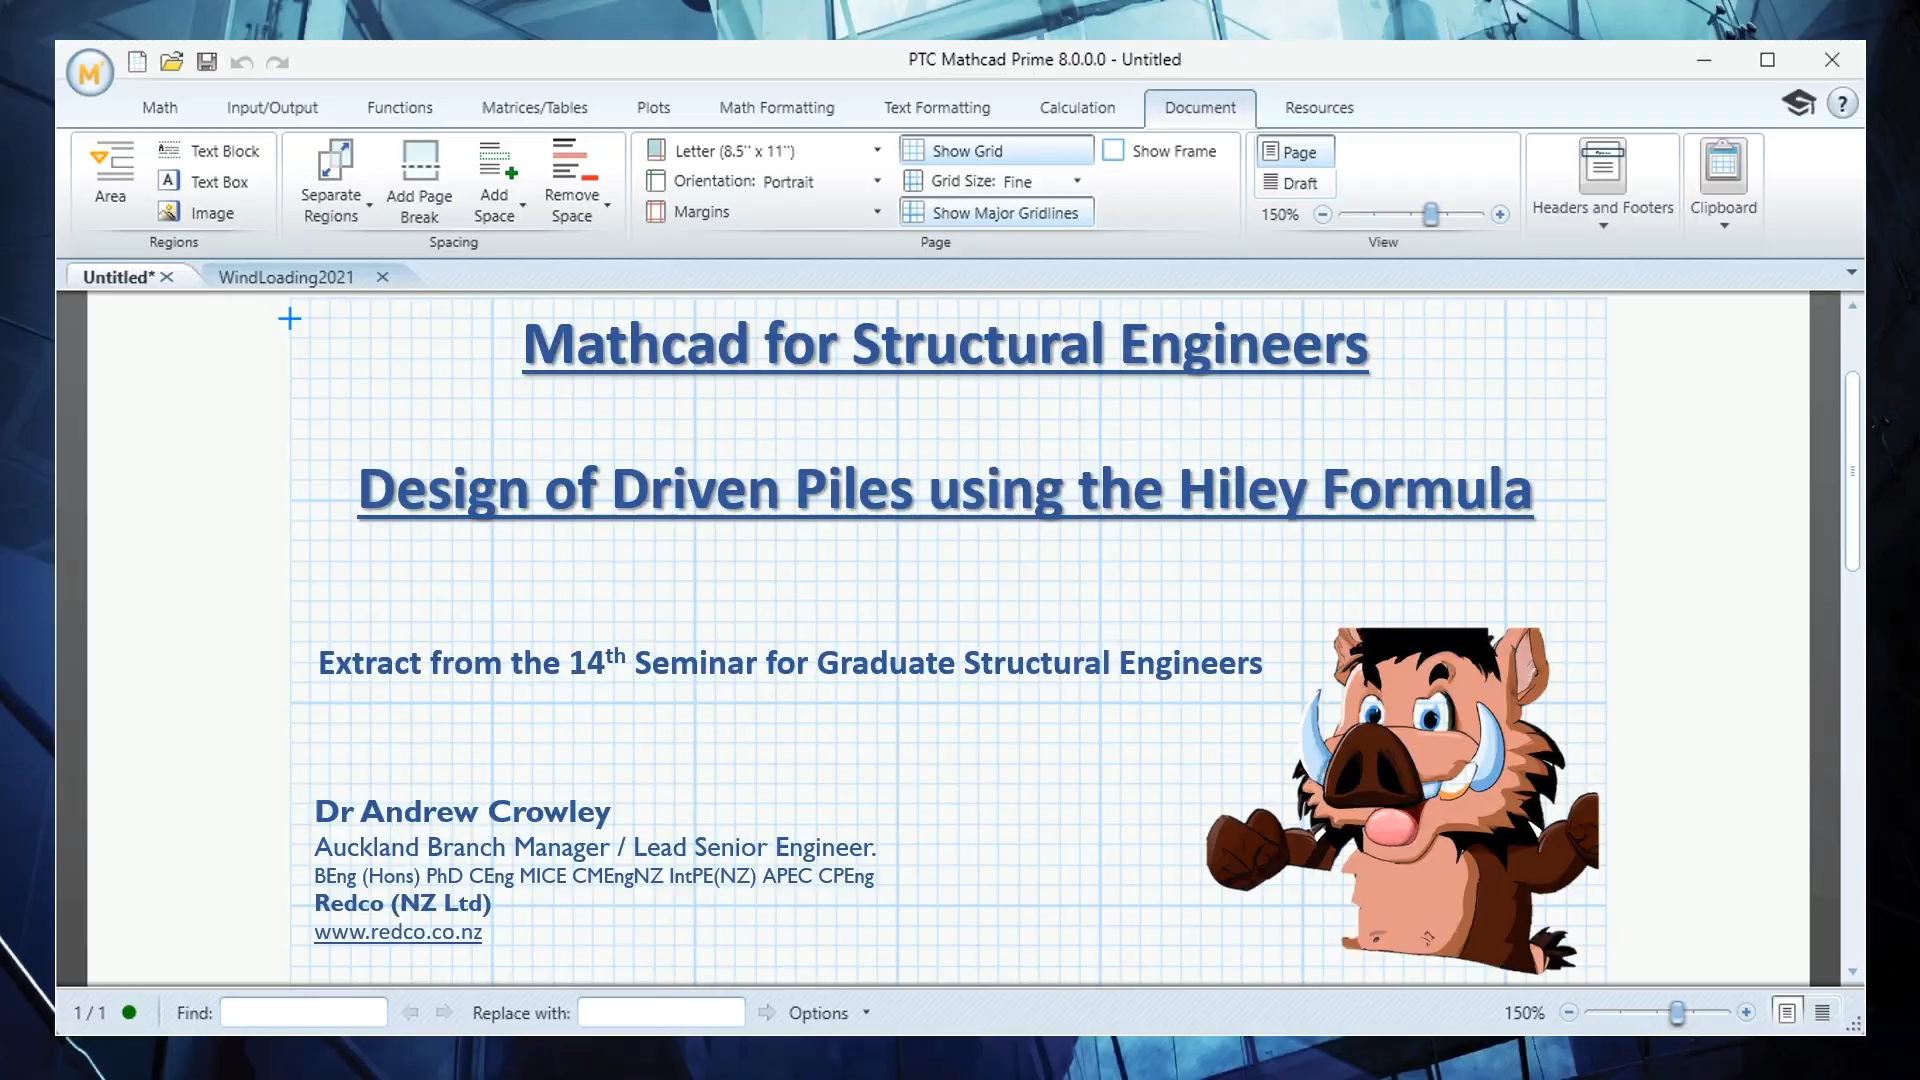 M
PTC Mathcad Prime 8.0.0.0 - Untitled
Math Input/Output Functions Matrices/Tables Plots Math Formatting Text Formatting Calculation Document Resources ?
Area
Text Block
Text Box
Image
Regions
Separate Regions
Add Page Break
Add Space
Remove Space
Spacing
Letter (8.5" x 11")
Orientation: Portrait
Margins
Show Grid
Grid Size: Fine
Show Major Gridlines
Show Frame
Page
Page
Draft
150%
View
Headers and Footers
Clipboard
Untitled* WindLoading2021
Mathcad for Structural Engineers
Design of Driven Piles using the Hiley Formula
Extract from the 14th Seminar for Graduate Structural Engineers
Dr Andrew Crowley
Auckland Branch Manager / Lead Senior Engineer.
BEng (Hons) PhD CEng MICE CMEngNZ IntPE(NZ) APEC CPEng
Redco (NZ Ltd)
www.redco.co.nz
1 / 1 Find: Replace with: Options 150%